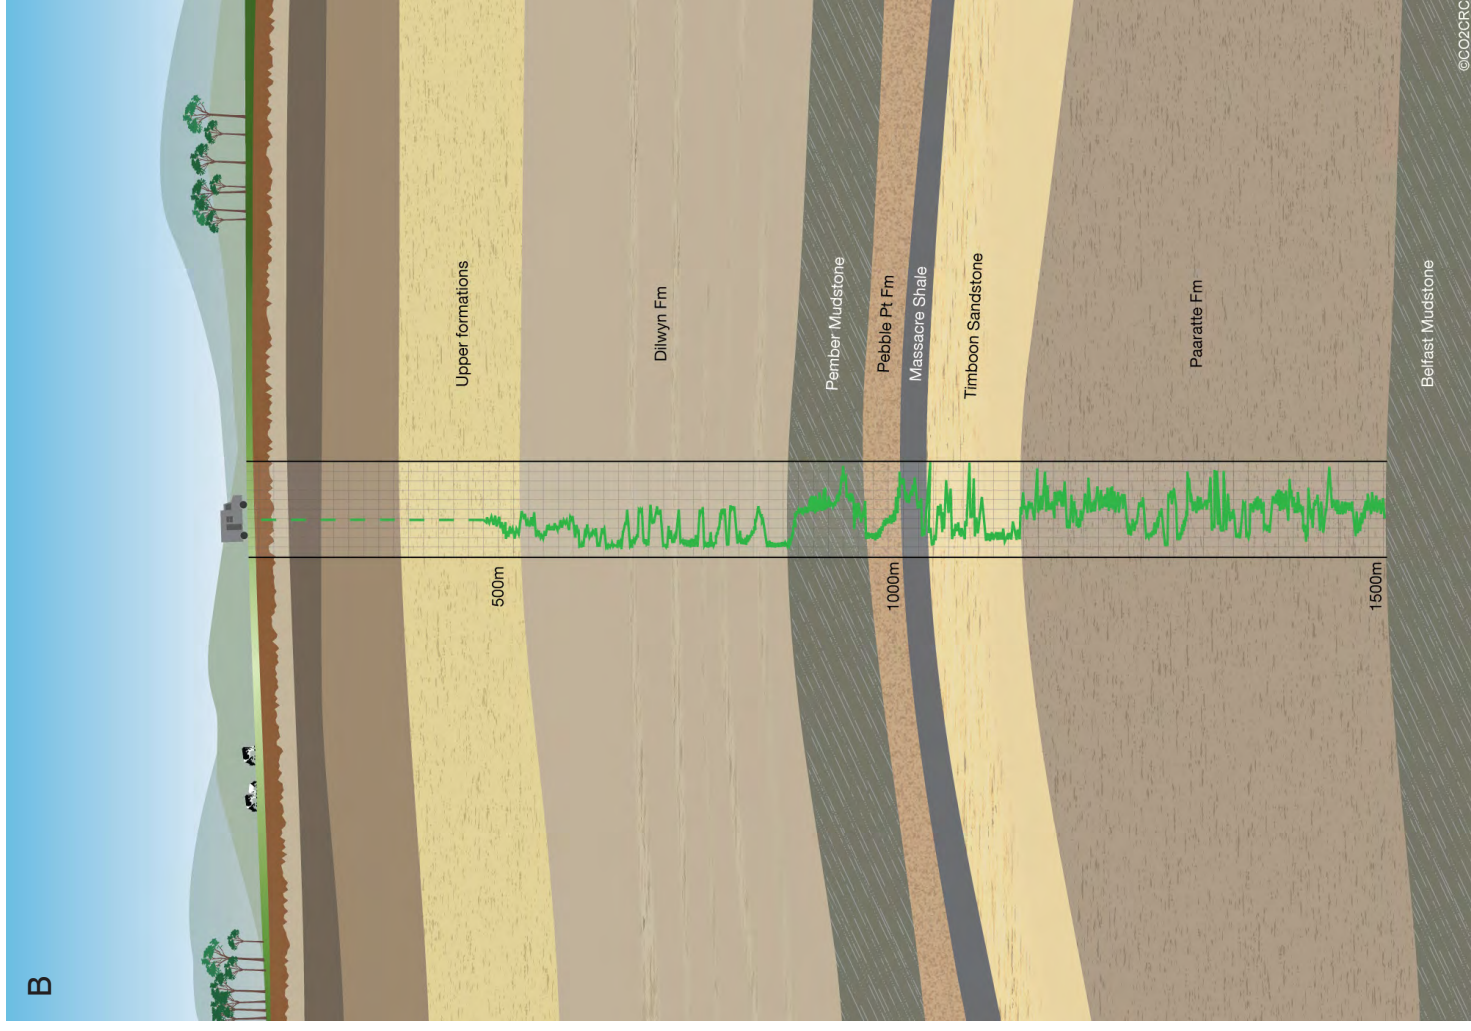 B
Upper formations
500m
Dilwyn Fm
Pember Mudstone
Pebble Pt Fm
1000m
Massacre Shale
Timboon Sandstone
Paaratte Fm
1500m
Belfast Mudstone
©CO2CRC